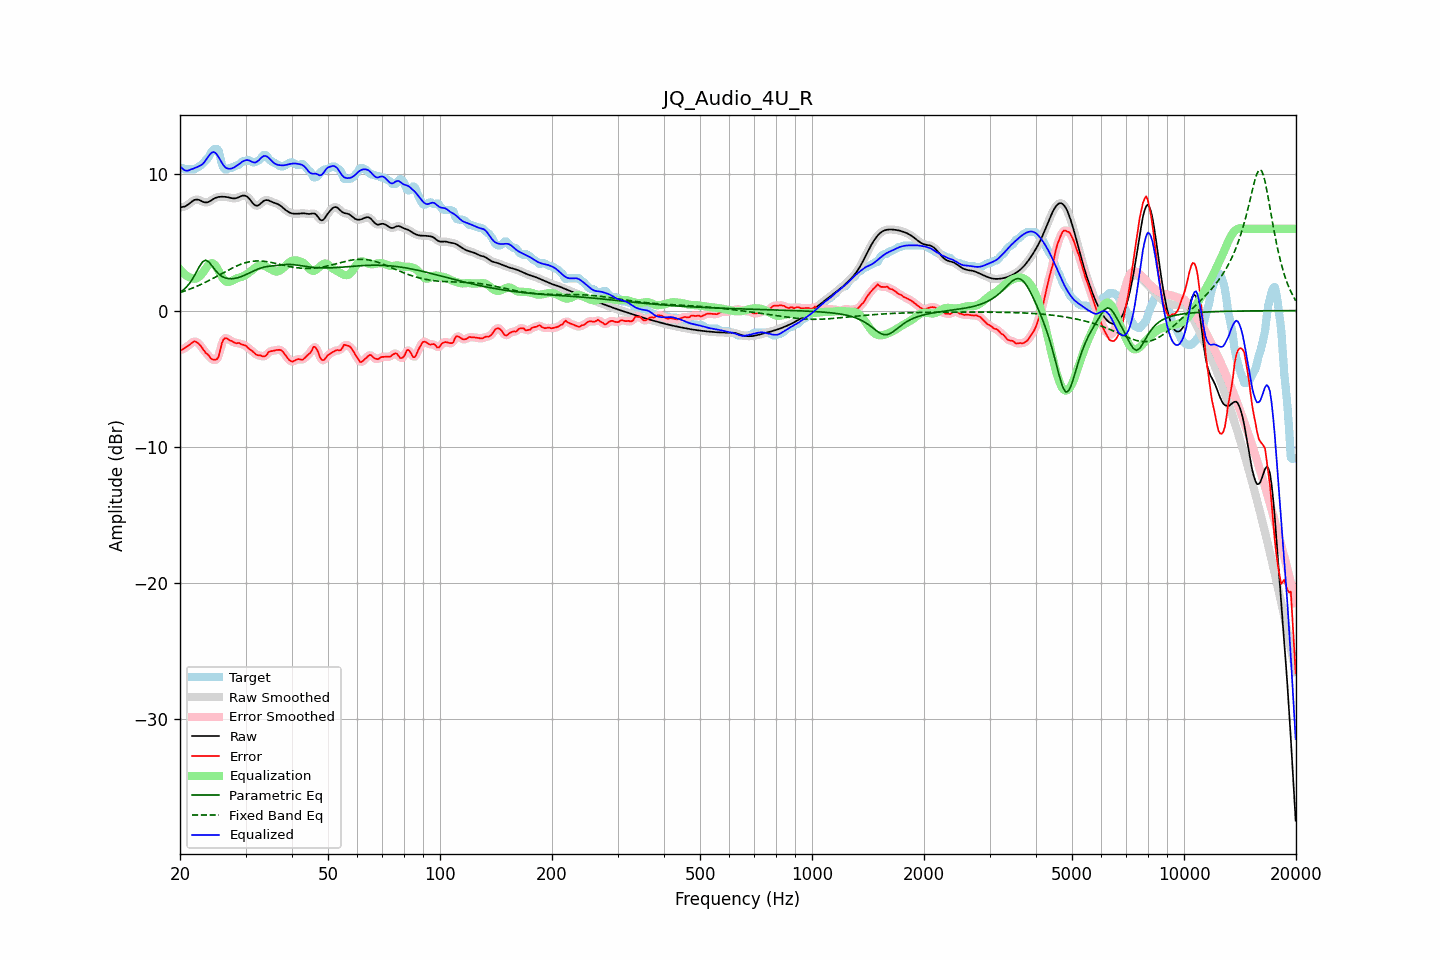 JQ_Audio_4U_R
Amplitude (dBr)
10
0
−10
−20
−30
Target
Raw Smoothed
Error Smoothed
Raw
Error
Equalization
Parametric Eq
Fixed Band Eq
Equalized
20 50 100 200 500 1000 2000 5000 10000 20000
Frequency (Hz)